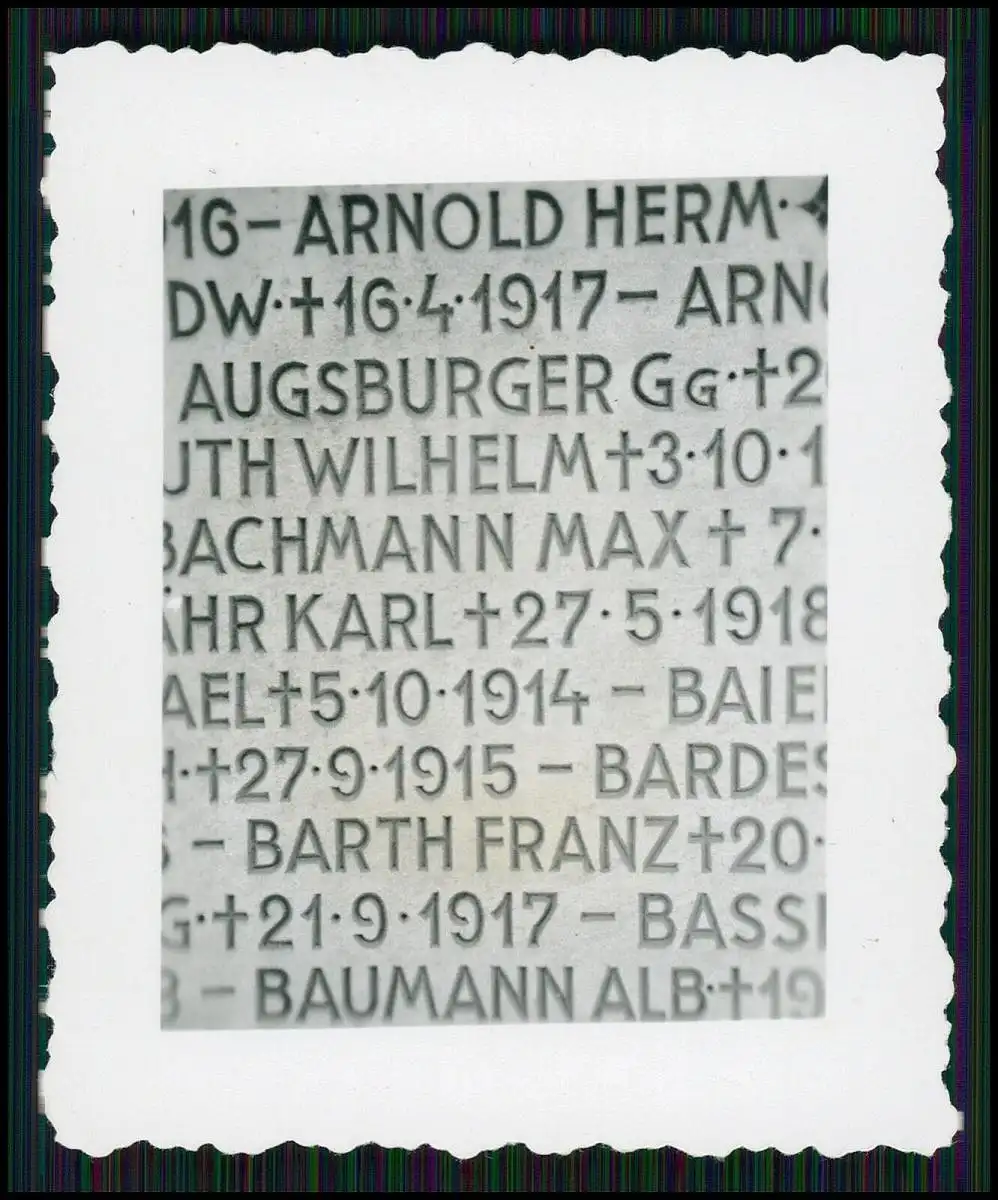 16 – ARNOLD HERM·
DW·†16·4·1917 – ARN
AUGSBURGER GG·†2
UTH WILHELM†3·10·1
BACHMANN MAX † 7·
ÄHR KARL†27·5·1918
AEL†5·10·1914 – BAIE
·†27·9·1915 – BARDES
– BARTH FRANZ†20·
G·†21·9·1917 – BASS
– BAUMANN ALB·†19